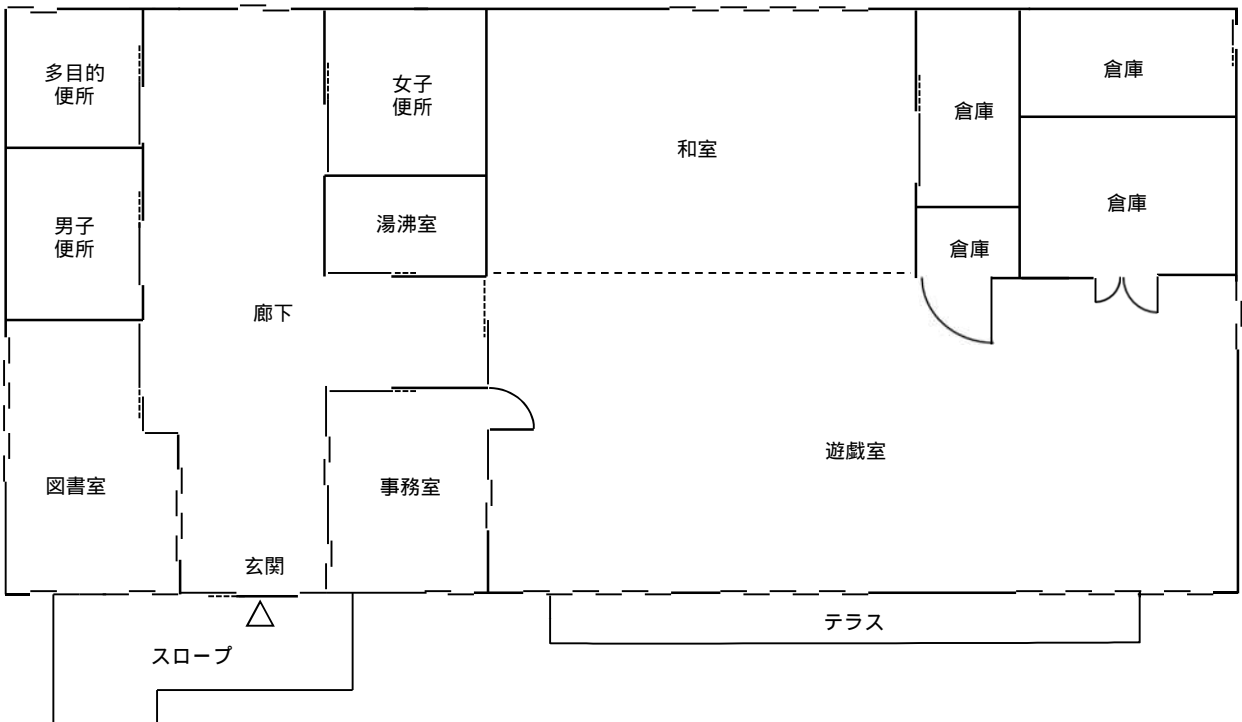 多目的
便所
女子
便所
和室
倉庫
倉庫
倉庫
倉庫
男子
便所
湯沸室
廊下
図書室
事務室
遊戯室
玄関
スロープ
テラス